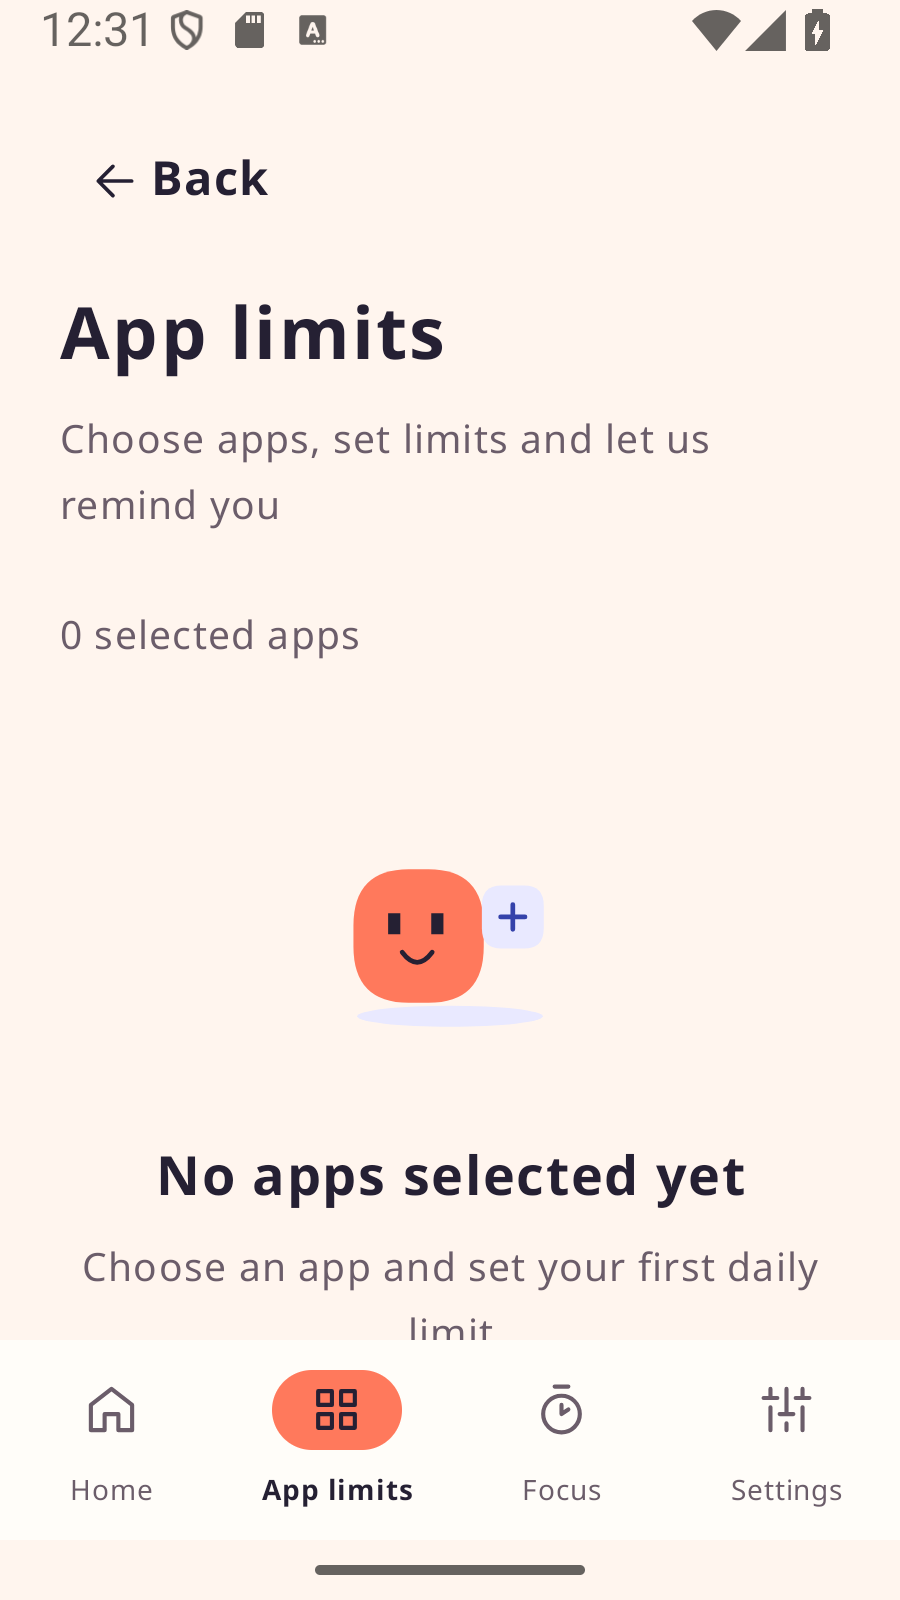 12:31
Back
App limits
Choose apps, set limits and let us
remind you
0 selected apps
No apps selected yet
Choose an app and set your first daily
limit
Home
App limits
Focus
Settings